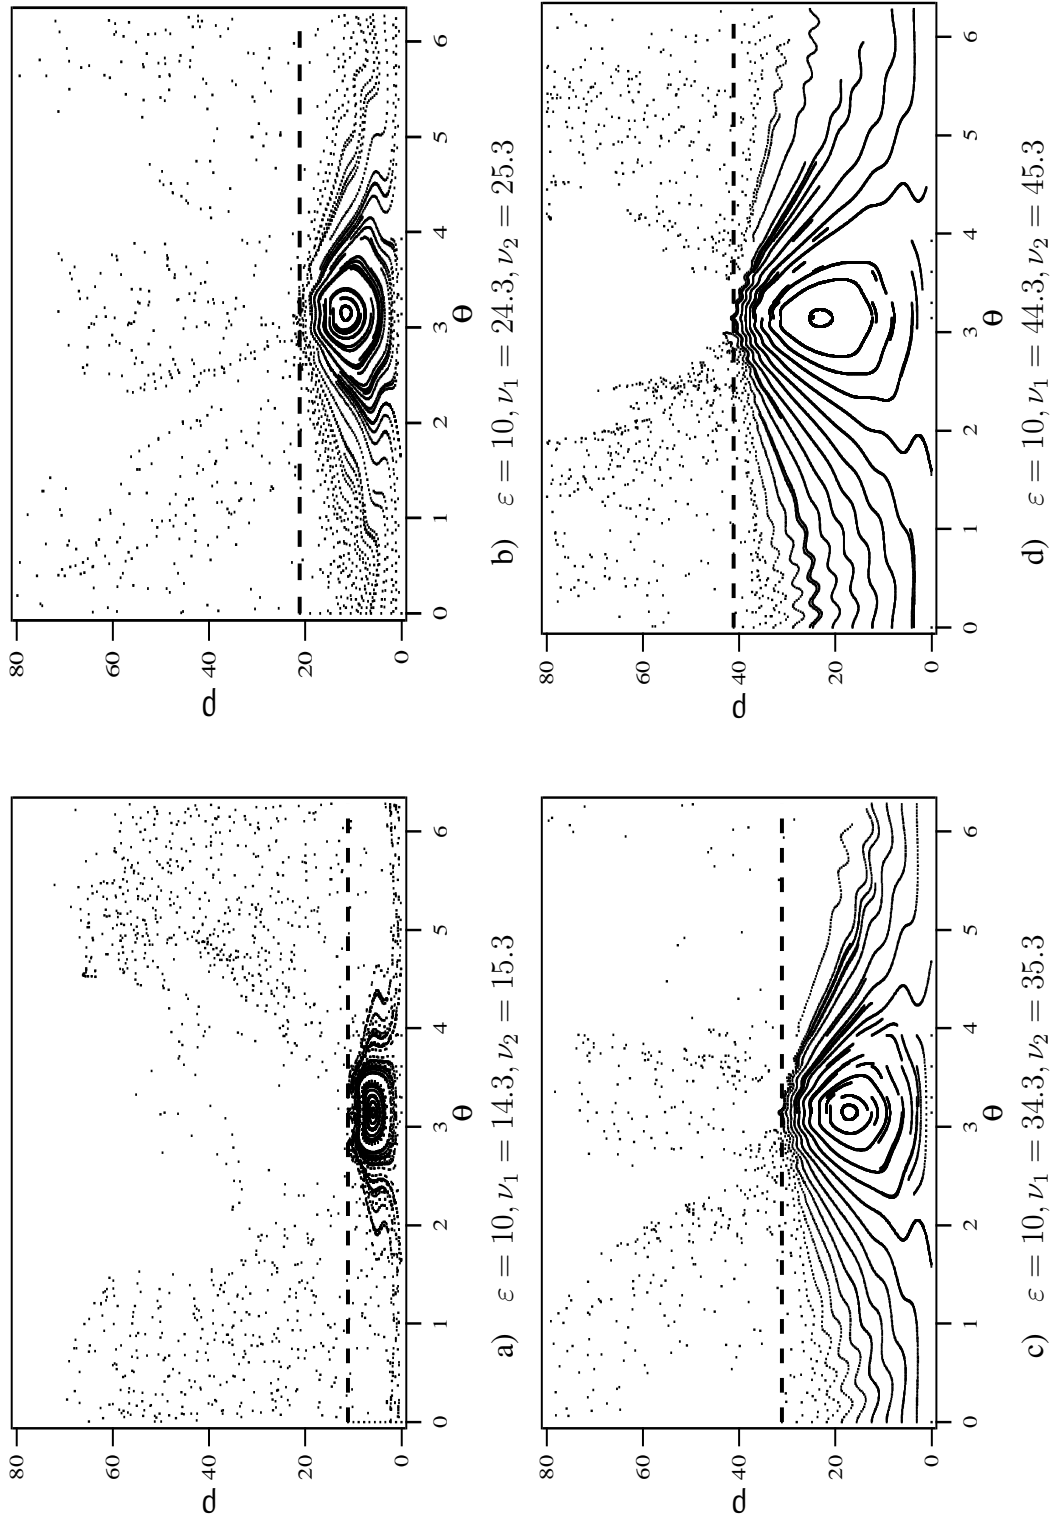 80
60
40
20
0
p
0 1 2 3 4 5 6
θ
a) ε = 10, ν₁ = 14.3, ν₂ = 15.3
80
60
40
20
0
p
0 1 2 3 4 5 6
θ
b) ε = 10, ν₁ = 24.3, ν₂ = 25.3
80
60
40
20
0
p
0 1 2 3 4 5 6
θ
c) ε = 10, ν₁ = 34.3, ν₂ = 35.3
80
60
40
20
0
p
0 1 2 3 4 5 6
θ
d) ε = 10, ν₁ = 44.3, ν₂ = 45.3